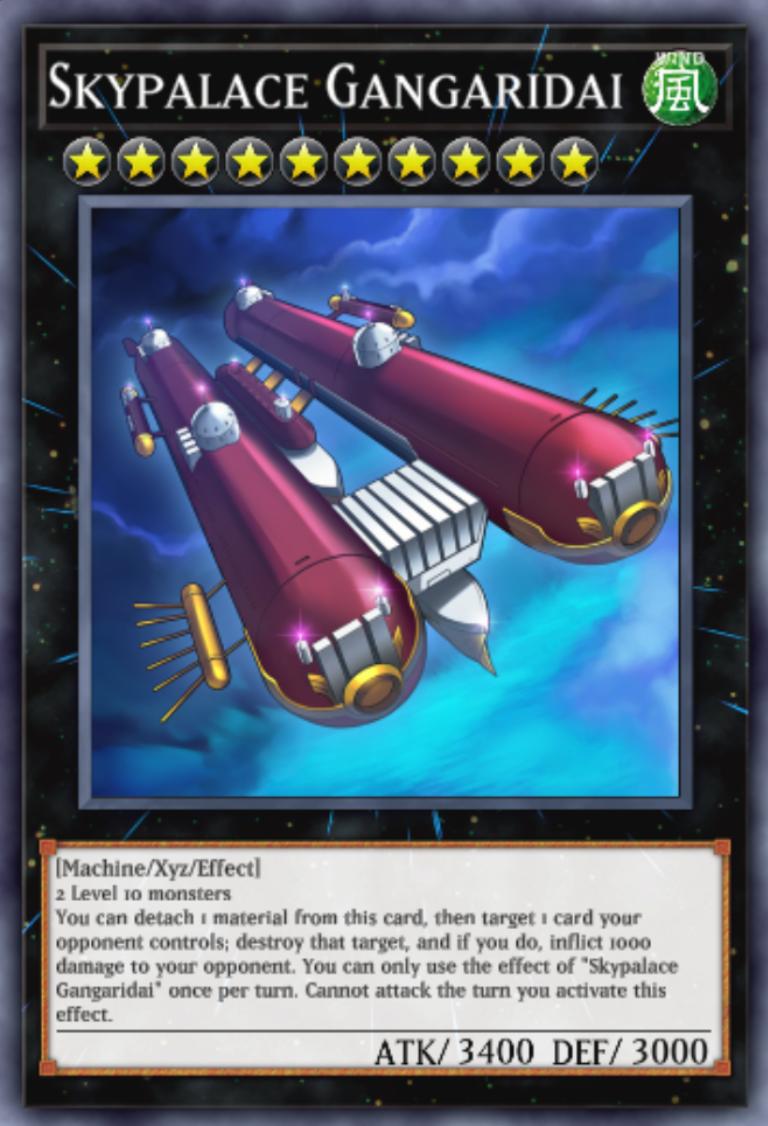 SKYPALACE GANGARIDAI
WIND
風
[Machine/Xyz/Effect]
2 Level 10 monsters
You can detach 1 material from this card, then target 1 card your
opponent controls; destroy that target, and if you do, inflict 1000
damage to your opponent. You can only use the effect of "Skypalace
Gangaridai" once per turn. Cannot attack the turn you activate this
effect.
ATK/ 3400 DEF/ 3000